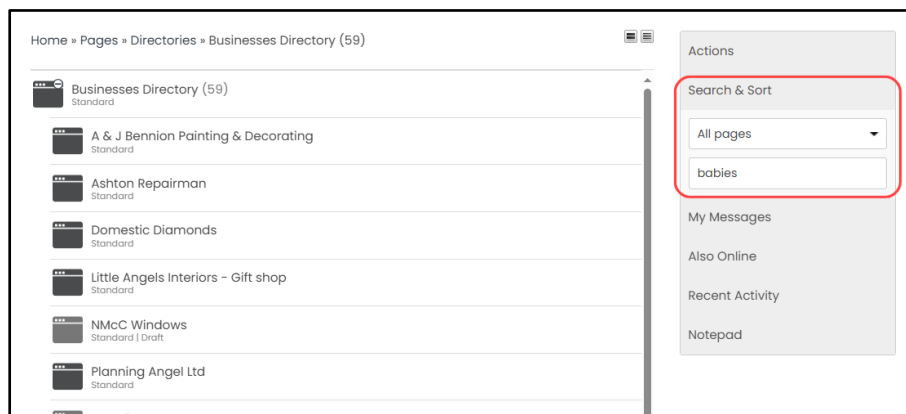 Home » Pages » Directories » Businesses Directory (59)
Businesses Directory (59)
Standard
A & J Bennion Painting & Decorating
Standard
Ashton Repairman
Standard
Domestic Diamonds
Standard
Little Angels Interiors - Gift shop
Standard
NMcC Windows
Standard | Draft
Planning Angel Ltd
Standard
Actions
Search & Sort
All pages
babies
My Messages
Also Online
Recent Activity
Notepad